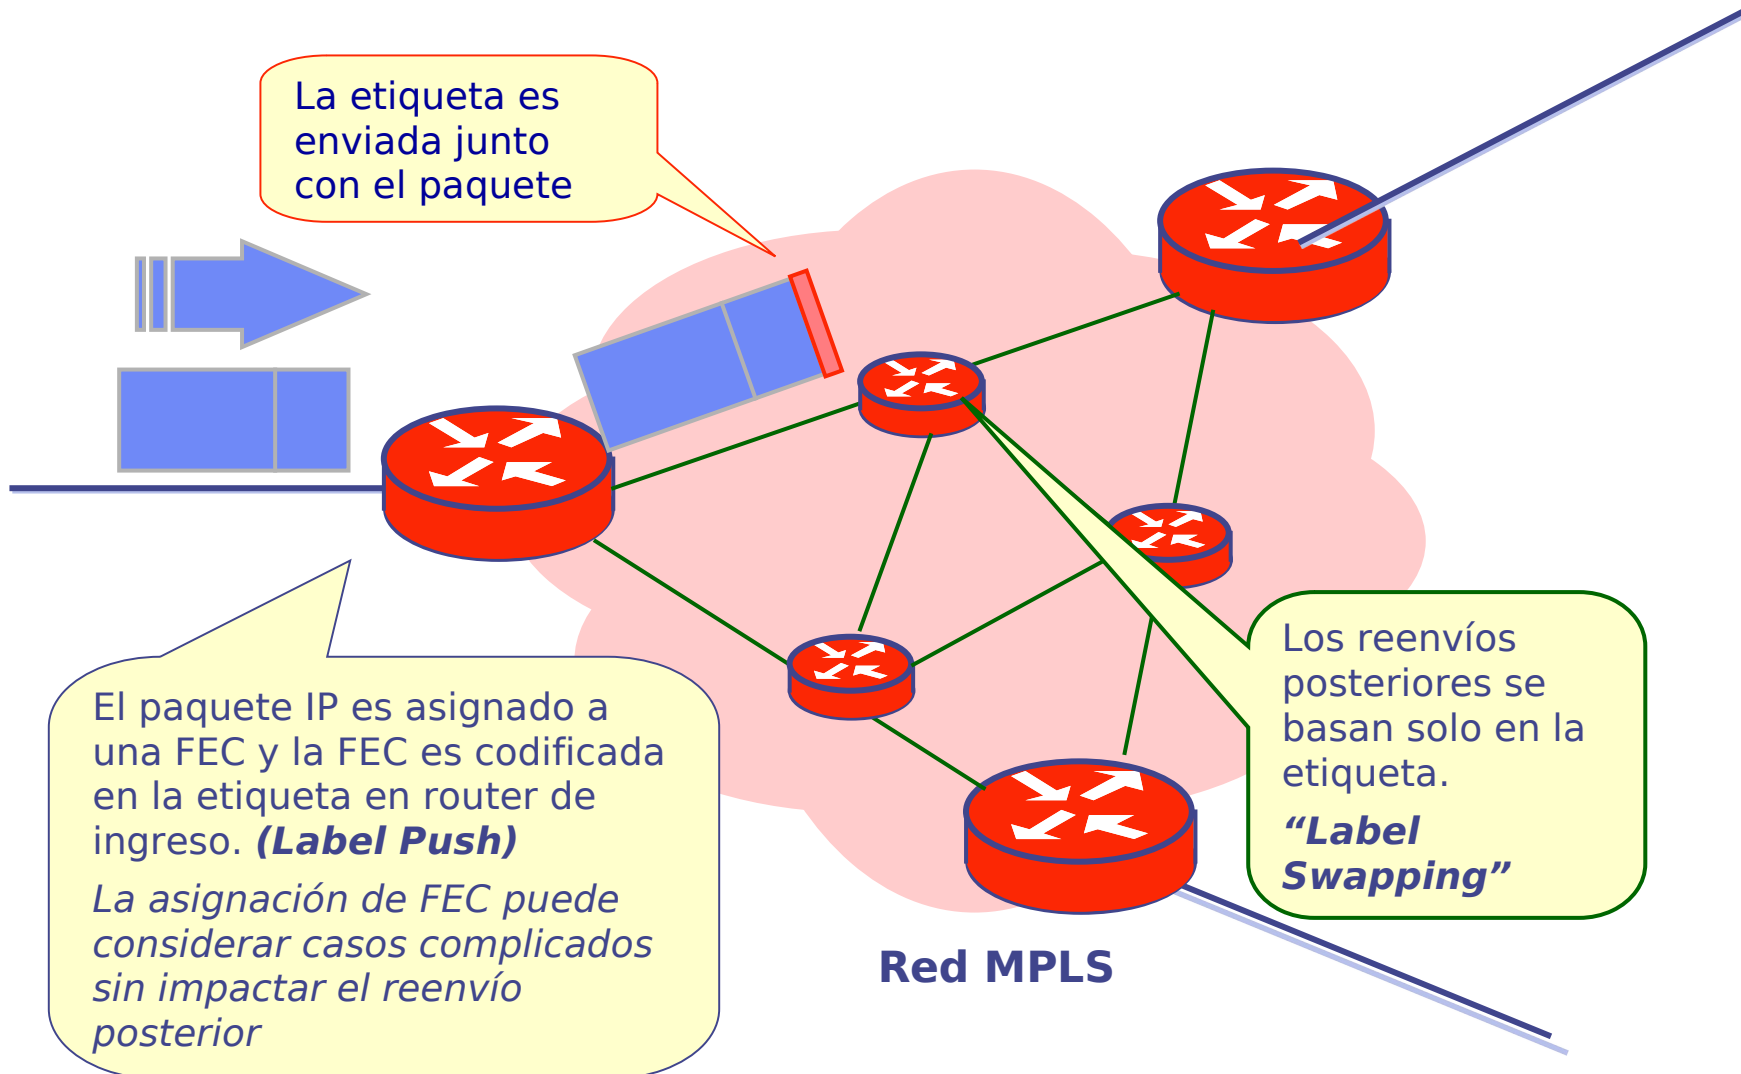 La etiqueta es
enviada junto
con el paquete
El paquete IP es asignado a
una FEC y la FEC es codificada
en la etiqueta en router de
ingreso. (Label Push)
La asignación de FEC puede
considerar casos complicados
sin impactar el reenvío
posterior
Los reenvíos
posteriores se
basan solo en la
etiqueta.
“Label
Swapping”
Red MPLS